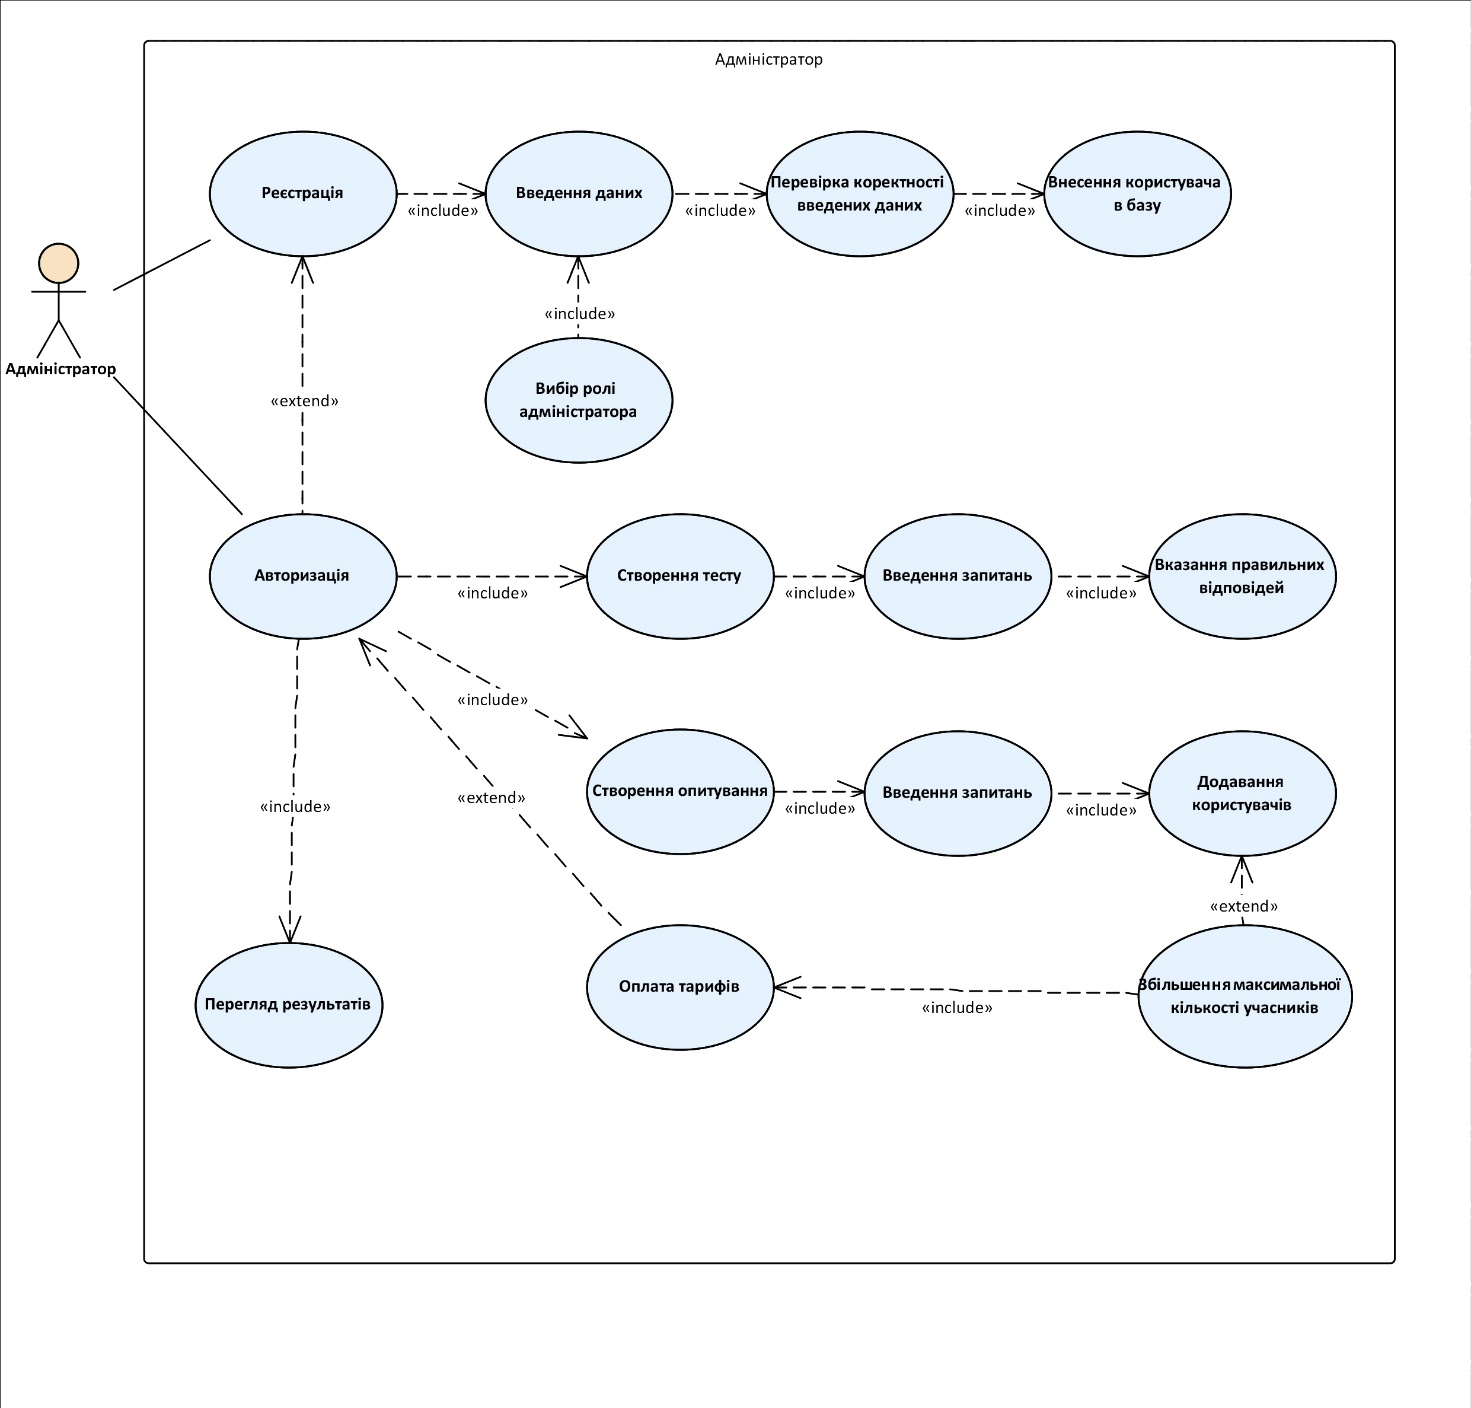 Адміністратор
Реєстрація
«include»
Введення даних
«include»
Перевірка коректності
введених даних
«include»
Внесення користувача
в базу
Адміністратор
«include»
Вибір ролі
адміністратора
«extend»
Авторизація
«include»
Створення тесту
«include»
Введення запитань
«include»
Вказання правильних
відповідей
«include»
«include»
«extend»
Створення опитування
«include»
Введення запитань
«include»
Додавання
користувачів
«extend»
Перегляд результатів
Оплата тарифів
«include»
Збільшення максимальної
кількості учасників